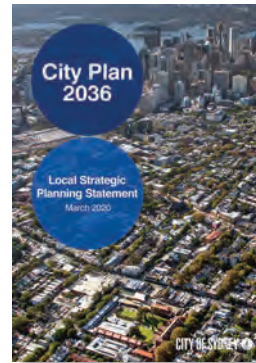 City Plan
2036
Local Strategic
Planning Statement
March 2020
CITY OF SYDNEY